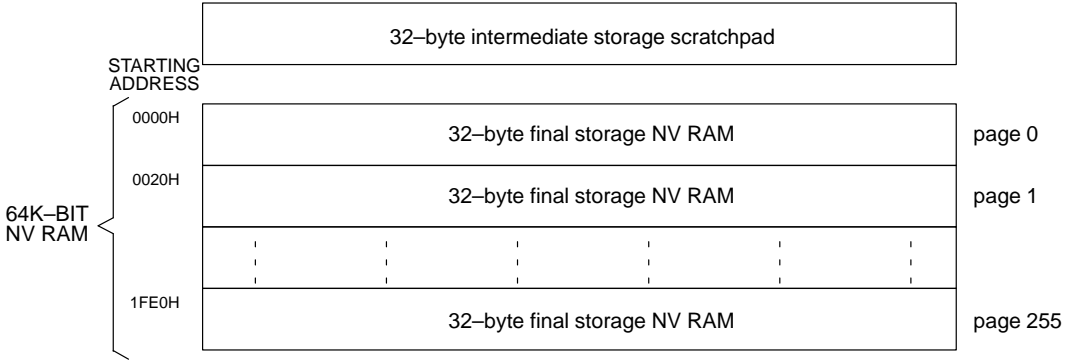 32–byte intermediate storage scratchpad
STARTING
ADDRESS
0000H
32–byte final storage NV RAM
page 0
0020H
32–byte final storage NV RAM
page 1
64K–BIT
NV RAM
1FE0H
32–byte final storage NV RAM
page 255